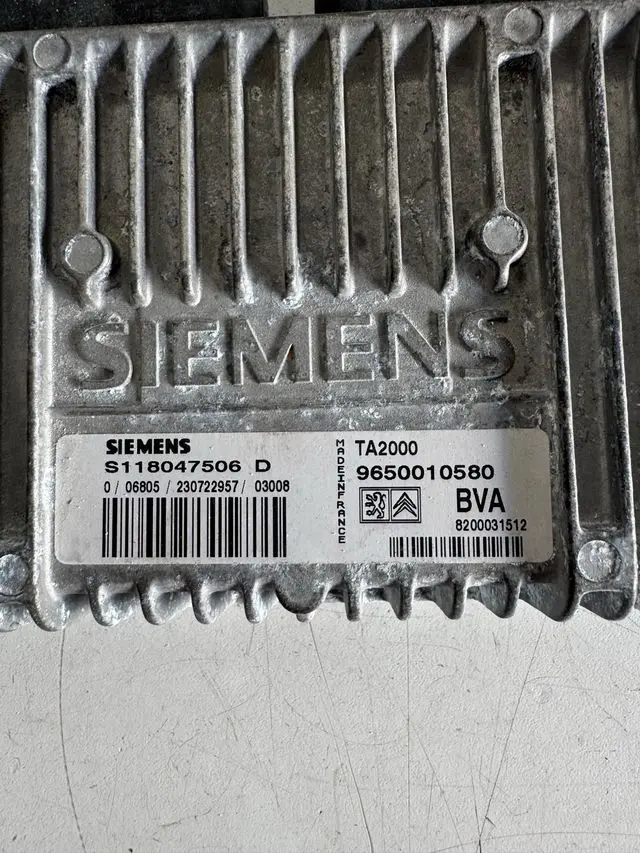 SIEMENS
SIEMENS
S118047506 D
0 / 06805 / 230722957 / 03008
MADEINFRANCE
TA2000
9650010580
BVA
8200031512